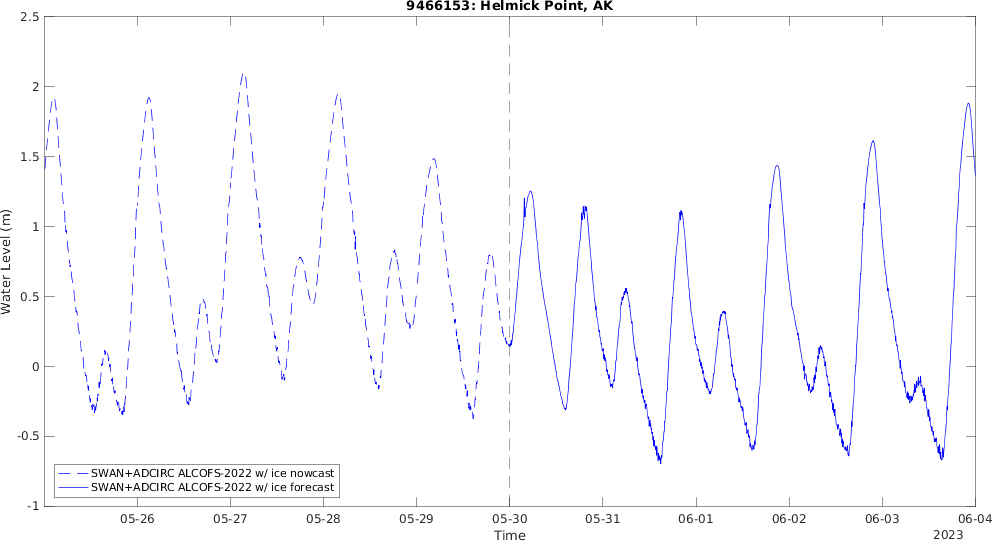 9466153: Helmick Point, AK
2.5
2
1.5
1
0.5
0
-0.5
-1
Water Level (m)
SWAN+ADCIRC ALCOFS-2022 w/ ice nowcast
SWAN+ADCIRC ALCOFS-2022 w/ ice forecast
05-26 05-27 05-28 05-29 05-30 05-31 06-01 06-02 06-03 06-04
Time
2023